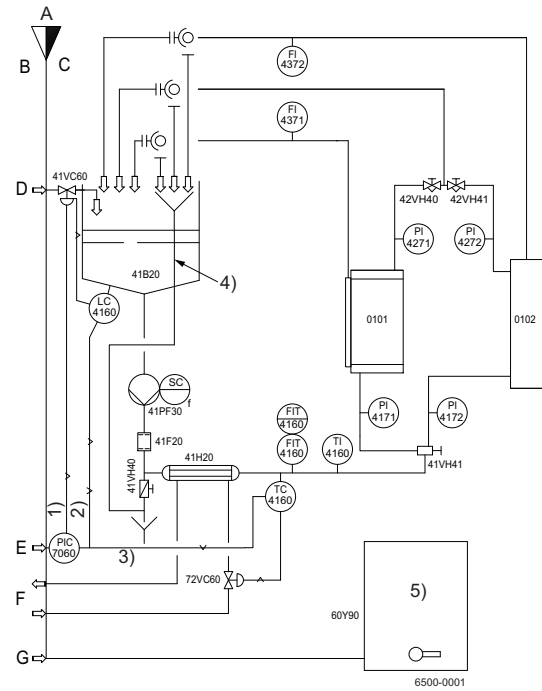 A
B
C
FI
4372
FI
4371
41VC60
D
42VH40
42VH41
PI
4271
PI
4272
41B20
4)
LC
4160
0101
0102
SC
f
41PF30
PI
4171
PI
4172
FIT
4160
41F20
FIT
4160
TI
4160
41VH41
41H20
41VH40
TC
4160
1)
2)
E
PIC
7060
3)
72VC60
F
5)
60Y90
G
6500-0001